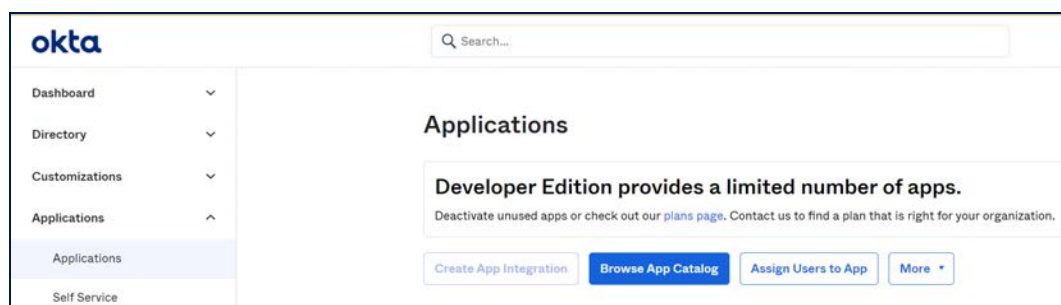 okta
Search...
Dashboard
Directory
Customizations
Applications
Applications
Self Service
Applications
Developer Edition provides a limited number of apps.
Deactivate unused apps or check out our plans page. Contact us to find a plan that is right for your organization.
Create App Integration
Browse App Catalog
Assign Users to App
More